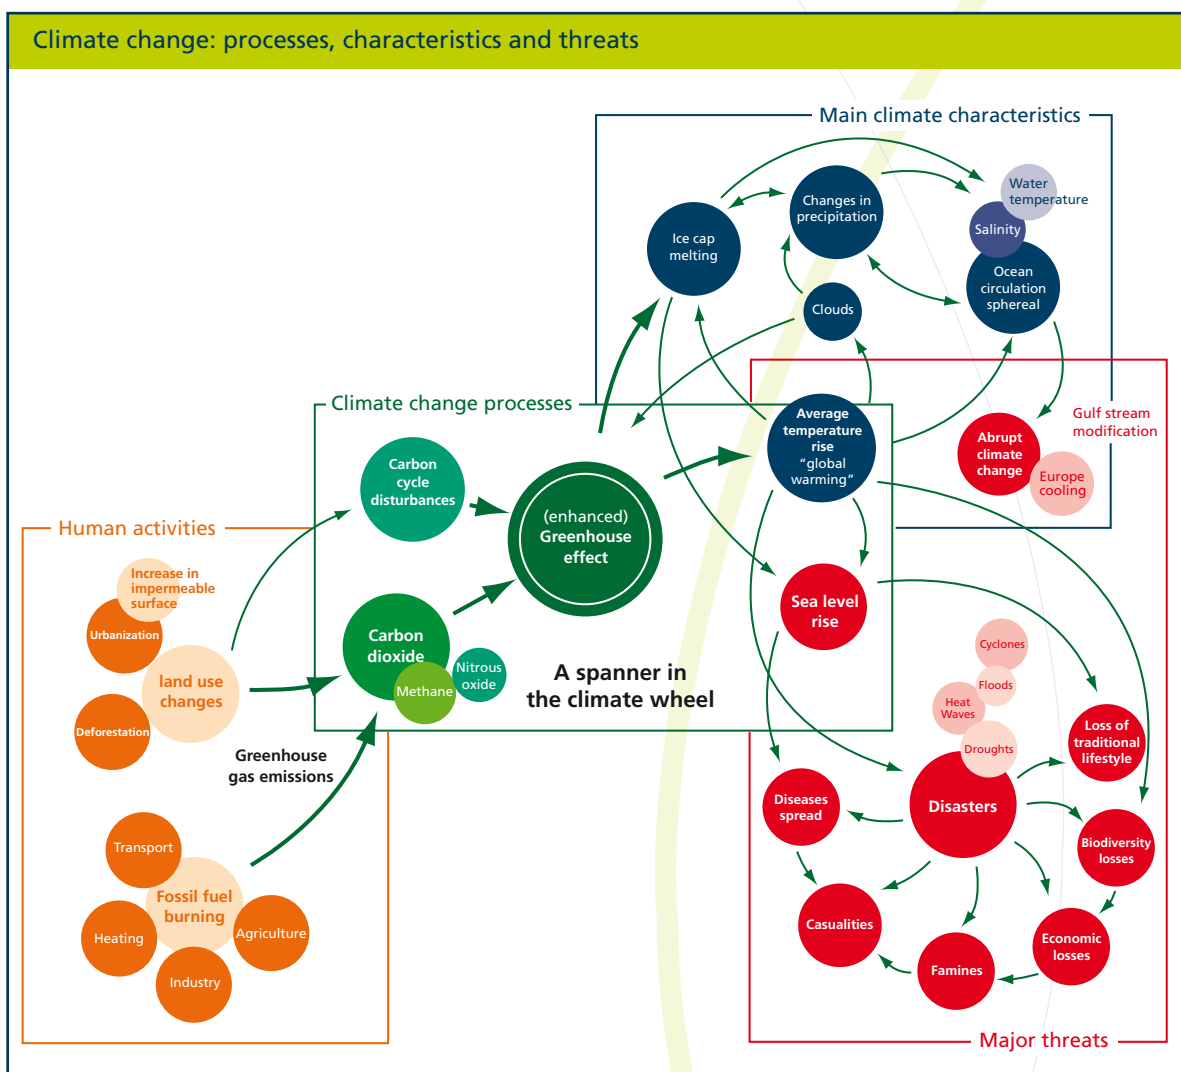 Climate change: processes, characteristics and threats
Main climate characteristics
Water
temperature
Changes in
precipitation
Salinity
Ice cap
melting
Ocean
circulation
sphereal
Clouds
Climate change processes
Average
temperature
rise
“global
warming”
Gulf stream
modification
Abrupt
climate
change
Europe
cooling
Carbon
cycle
disturbances
(enhanced)
Greenhouse
effect
Human activities
Increase in
impermeable
surface
Urbanization
land use
changes
Deforestation
Carbon
dioxide
Methane
Nitrous
oxide
A spanner in
the climate wheel
Sea level
rise
Cyclones
Floods
Heat
Waves
Droughts
Loss of
traditional
lifestyle
Greenhouse
gas emissions
Diseases
spread
Disasters
Biodiversity
losses
Transport
Fossil fuel
burning
Heating
Agriculture
Industry
Casualities
Economic
losses
Famines
Major threats